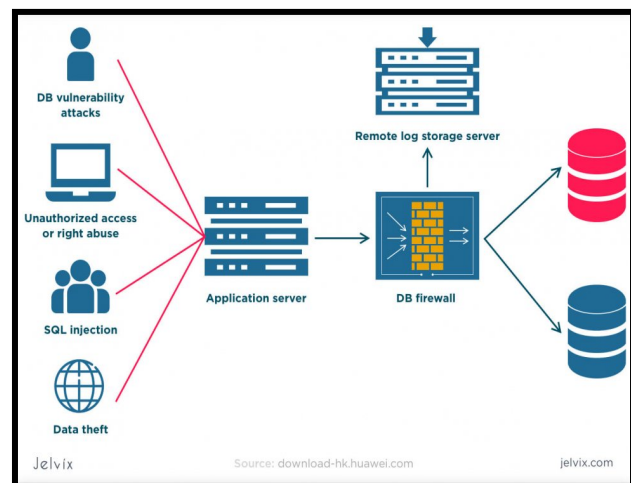 DB vulnerability
attacks
Remote log storage server
Unauthorized access
or right abuse
Application server
DB firewall
SQL injection
Data theft
Jelvix
Source: download-hk.huawei.com
jelvix.com